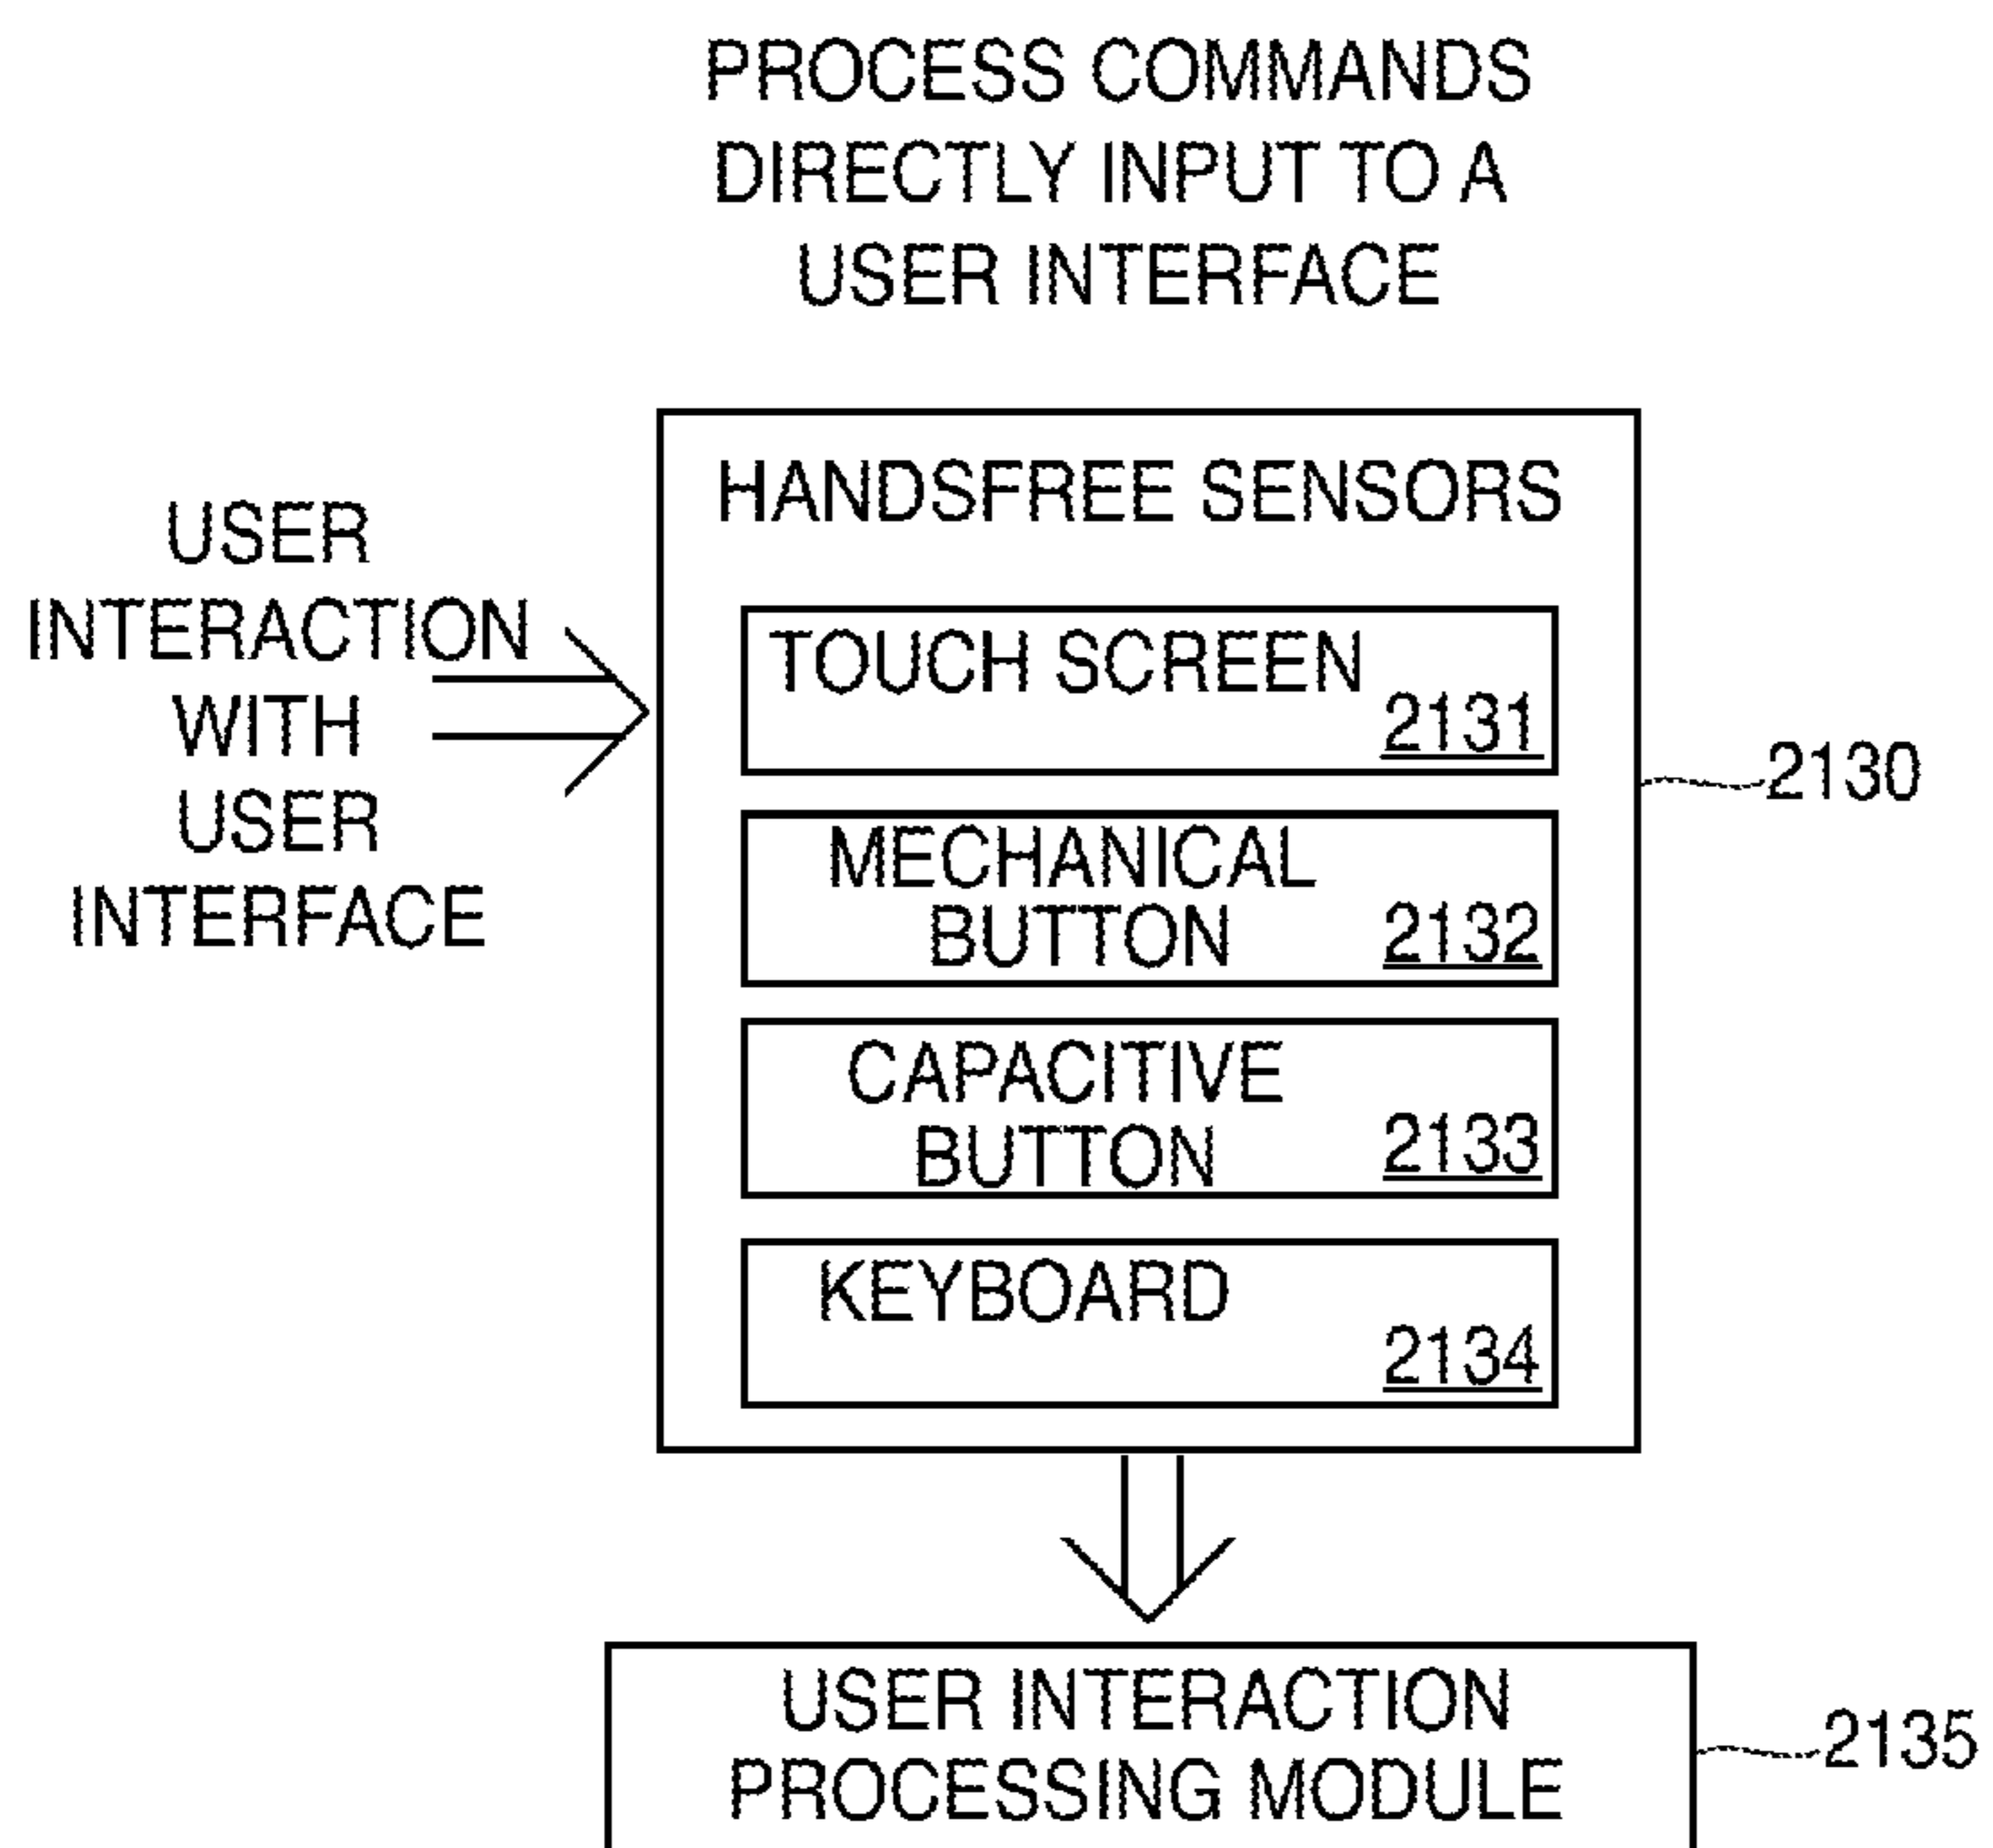 PROCESS COMMANDS
DIRECTLY INPUT TO A
USER INTERFACE
USER
INTERACTION
WITH
USER
INTERFACE
HANDSFREE SENSORS
TOUCH SCREEN
2131
MECHANICAL
BUTTON 2132
CAPACITIVE
BUTTON 2133
KEYBOARD
2134
2130
USER INTERACTION
PROCESSING MODULE
2135